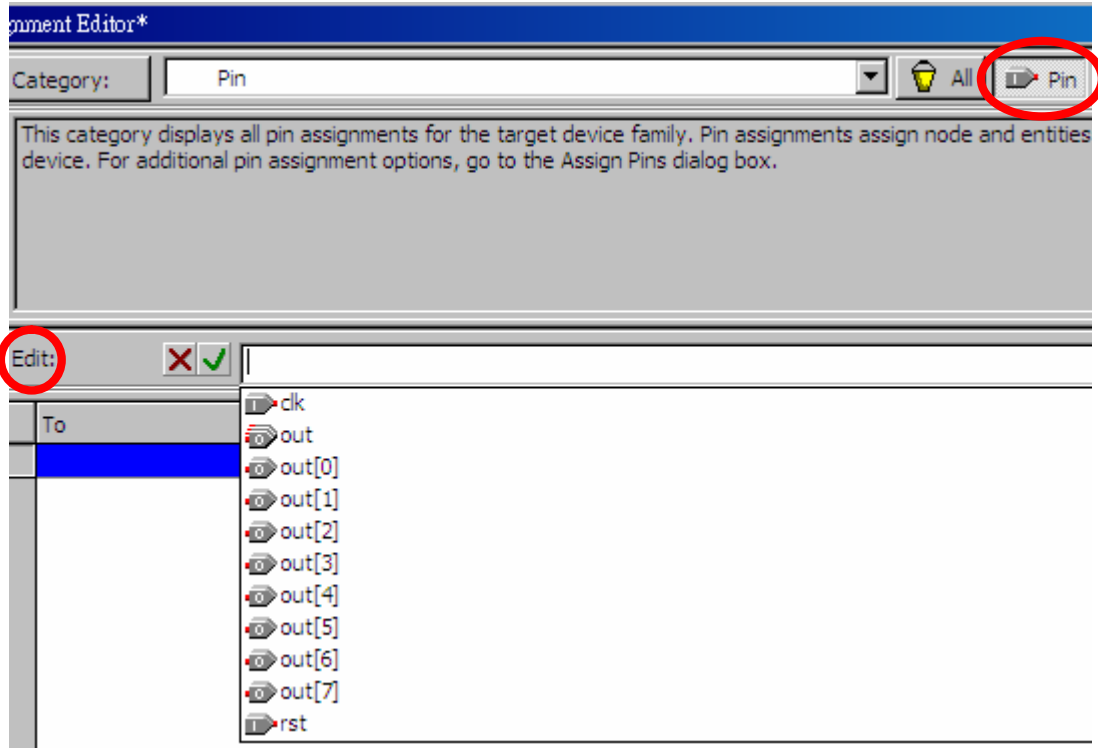 gnment Editor*
Category: Pin All Pin
This category displays all pin assignments for the target device family. Pin assignments assign node and entities
device. For additional pin assignment options, go to the Assign Pins dialog box.
Edit:
To
clk
out
out[0]
out[1]
out[2]
out[3]
out[4]
out[5]
out[6]
out[7]
rst